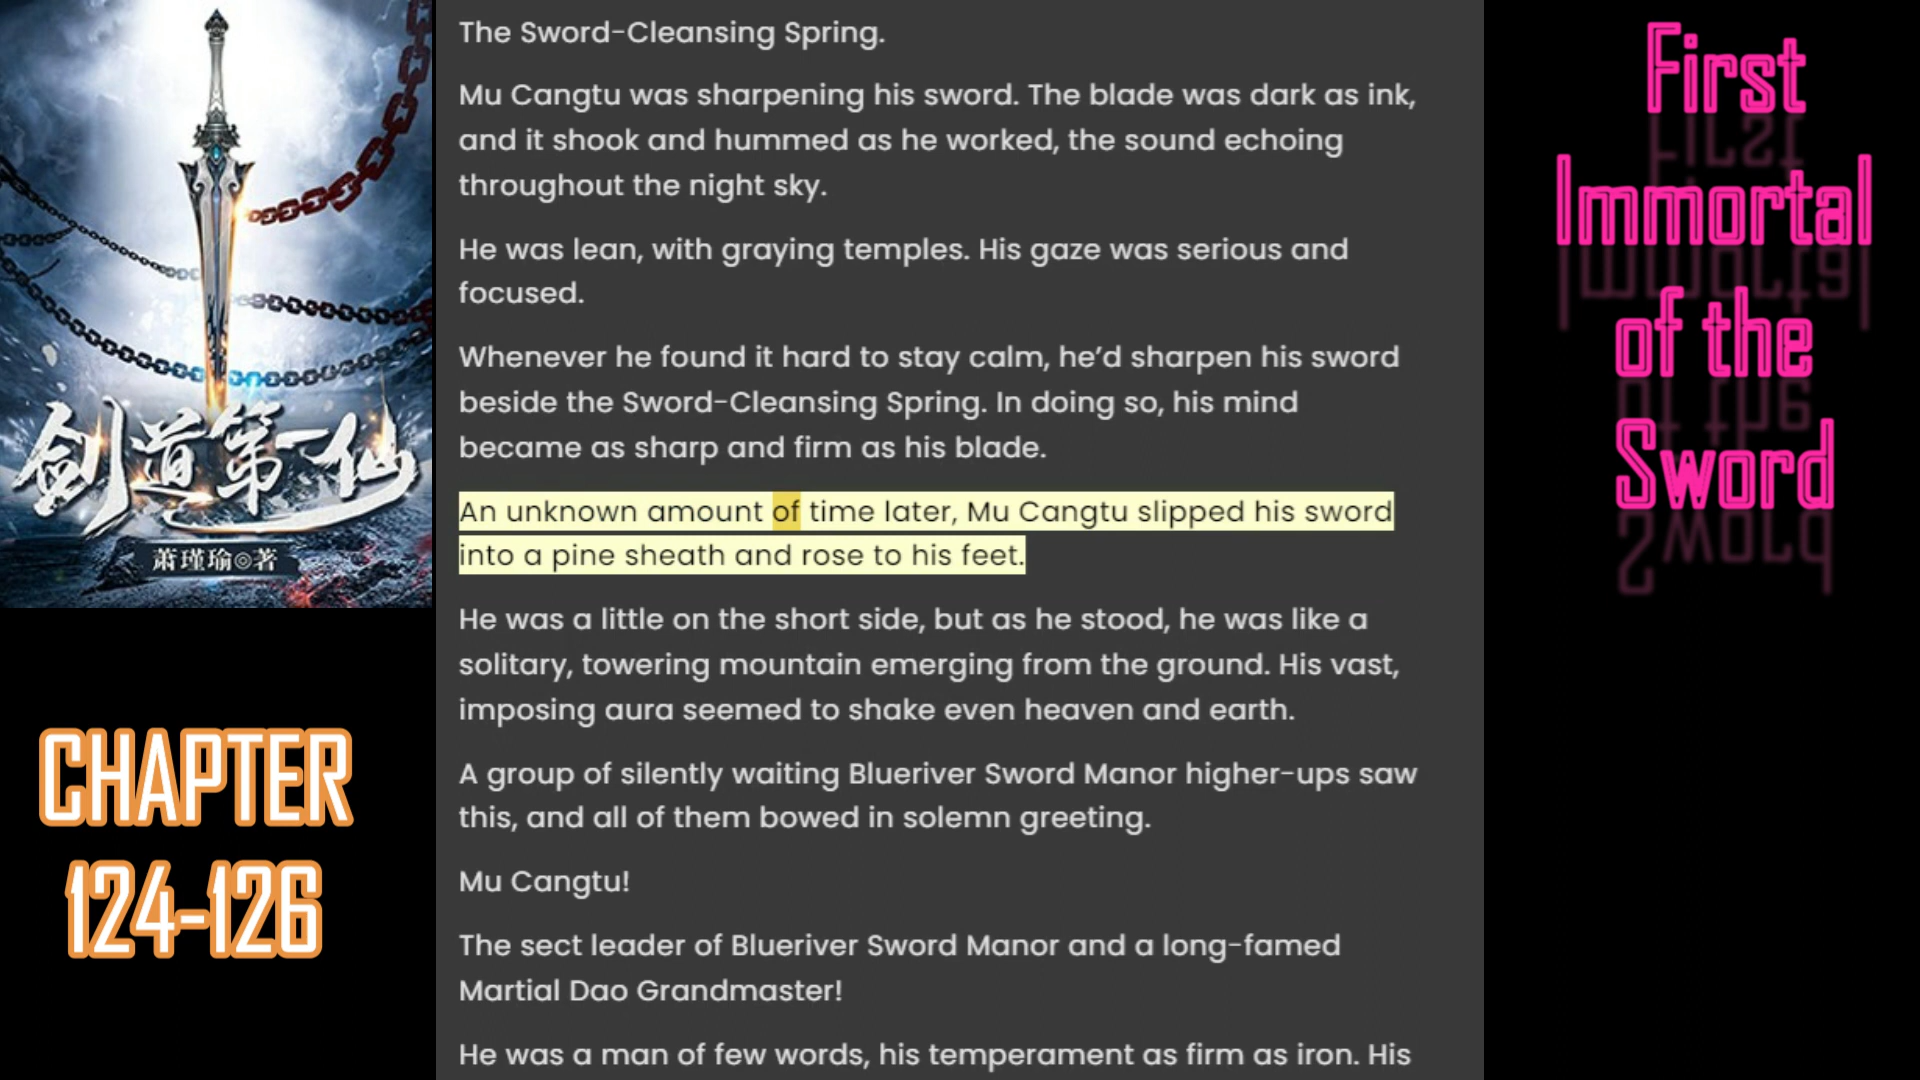 剑道第一仙
萧瑾瑜◎著
CHAPTER
124-126
The Sword-Cleansing Spring.
Mu Cangtu was sharpening his sword. The blade was dark as ink,
and it shook and hummed as he worked, the sound echoing
throughout the night sky.
He was lean, with graying temples. His gaze was serious and
focused.
Whenever he found it hard to stay calm, he’d sharpen his sword
beside the Sword-Cleansing Spring. In doing so, his mind
became as sharp and firm as his blade.
An unknown amount of time later, Mu Cangtu slipped his sword
into a pine sheath and rose to his feet.
He was a little on the short side, but as he stood, he was like a
solitary, towering mountain emerging from the ground. His vast,
imposing aura seemed to shake even heaven and earth.
A group of silently waiting Blueriver Sword Manor higher-ups saw
this, and all of them bowed in solemn greeting.
Mu Cangtu!
The sect leader of Blueriver Sword Manor and a long-famed
Martial Dao Grandmaster!
He was a man of few words, his temperament as firm as iron. His
First
Immortal
of the
Sword